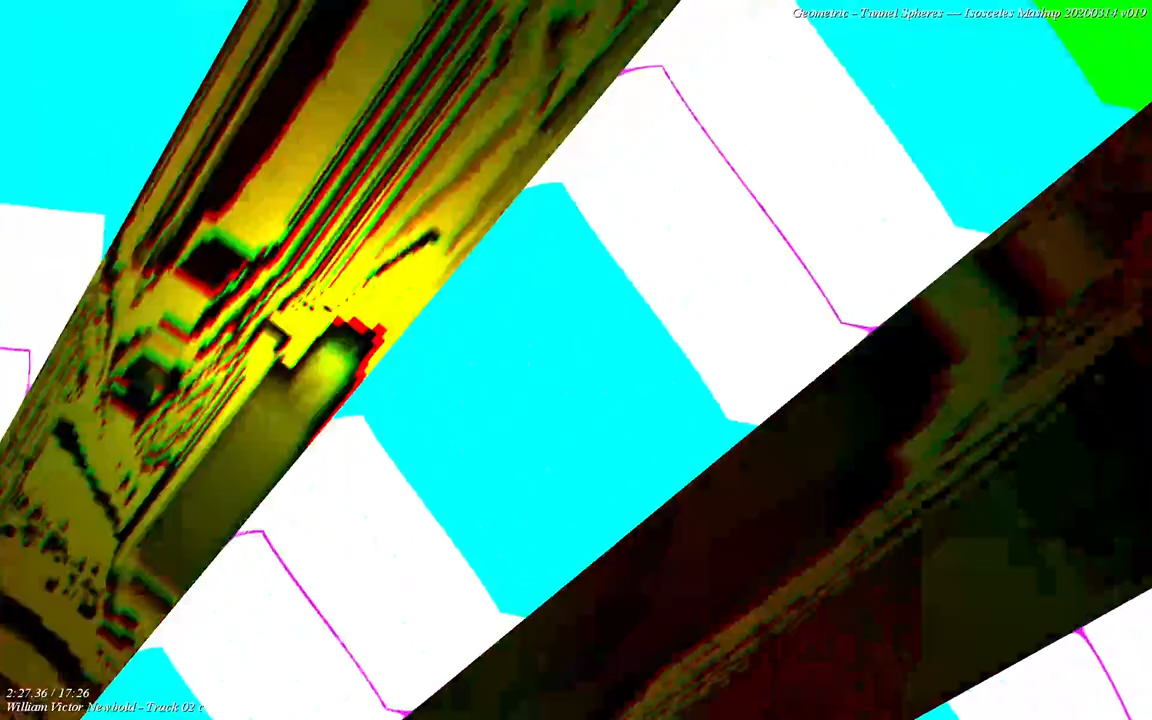 Geometric - Tunnel Spheres — Isosceles Mashup 20200314 v019
2:27.36 / 17:26
William Victor Newbold - Track 02 c